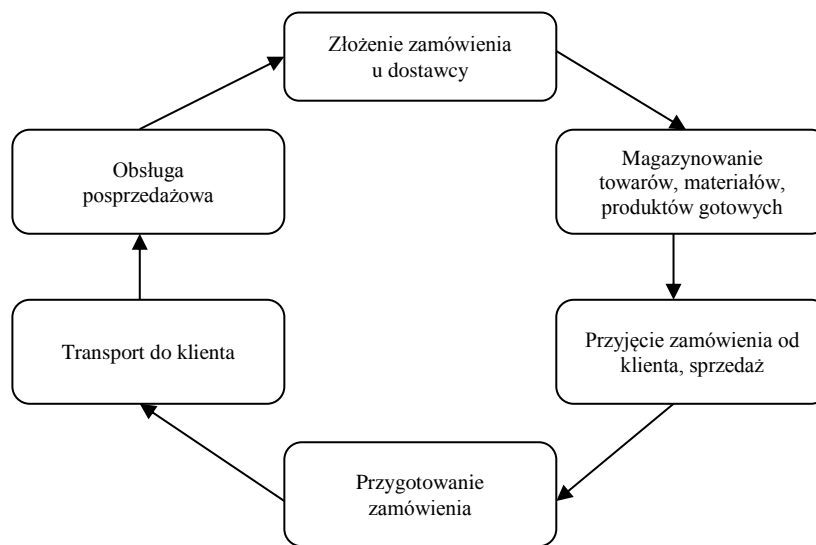 Złożenie zamówienia
u dostawcy
Magazynowanie
towarów, materiałów,
produktów gotowych
Przyjęcie zamówienia od
klienta, sprzedaż
Przygotowanie
zamówienia
Transport do klienta
Obsługa
posprzedażowa